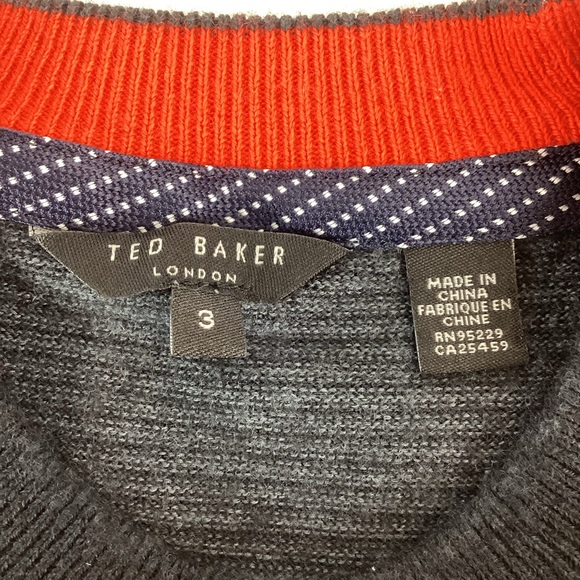 TED BAKER
LONDON
3
MADE IN
CHINA
FABRIQUE EN
CHINE
RN95229
CA25459